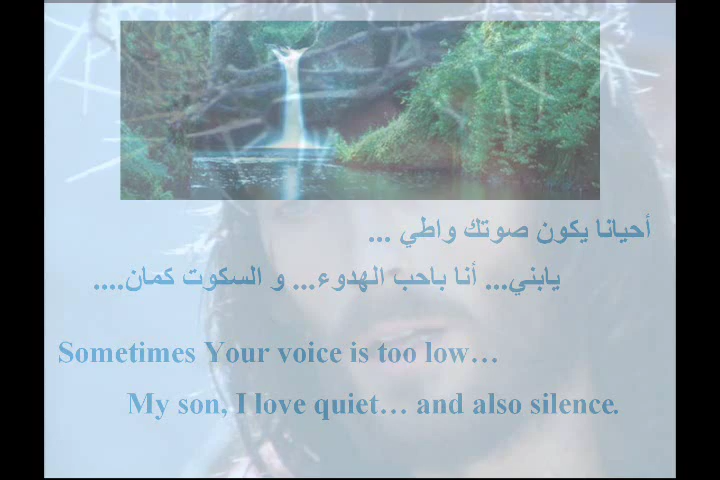 أحيانا يكون صوتك واطي ...
يابني... أنا باحب الهدوء... و السكوت كمان....
Sometimes Your voice is too low…
My son, I love quiet… and also silence.